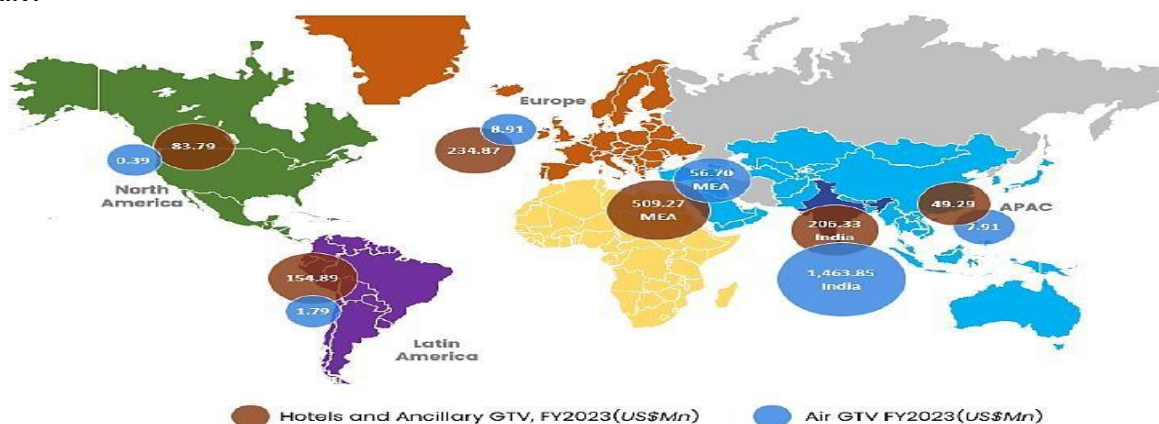 Europe
8.91
234.87
83.79
0.39
North
America
56.70
MEA
509.27
MEA
49.29
APAC
7.91
206.33
India
1,463.85
India
154.89
1.79
Latin
America
Hotels and Ancillary GTV, FY2023(US$Mn)
Air GTV FY2023(US$Mn)